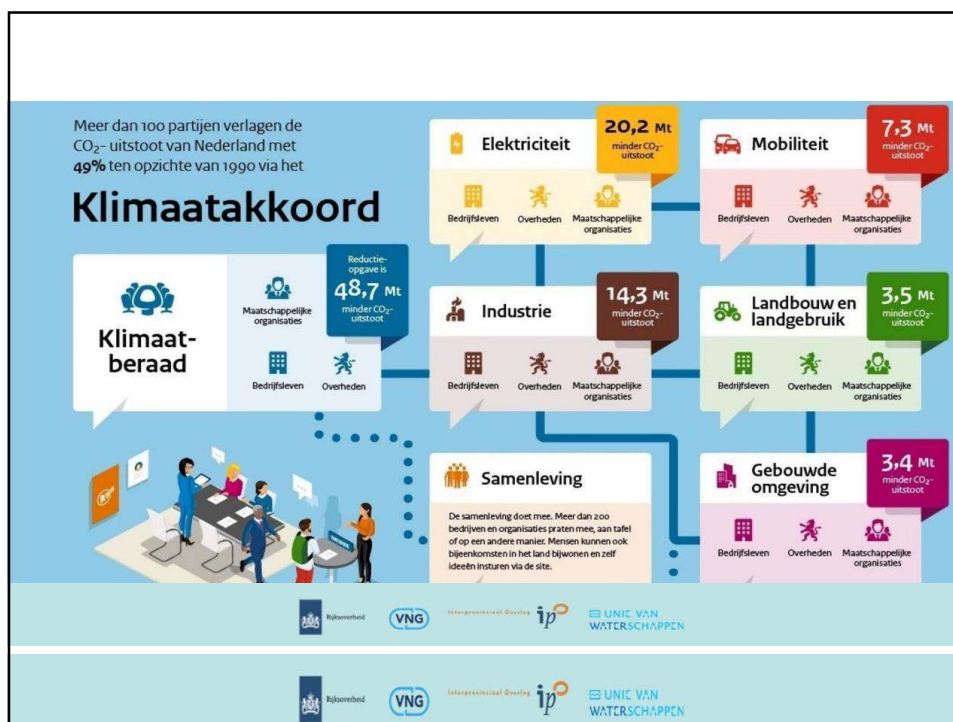 Meer dan 100 partijen verlagen de
CO₂- uitstoot van Nederland met
49% ten opzichte van 1990 via het
Klimaatakkoord
Klimaat-
beraad
Maatschappelijke
organisaties
Bedrijfsleven
Overheden
Reductie-
opgave is
48,7 Mt
minder CO₂-
uitstoot
Elektriciteit
20,2 Mt
minder CO₂-
uitstoot
Bedrijfsleven
Overheden
Maatschappelijke
organisaties
Mobiliteit
7,3 Mt
minder CO₂-
uitstoot
Bedrijfsleven
Overheden
Maatschappelijke
organisaties
Industrie
14,3 Mt
minder CO₂-
uitstoot
Bedrijfsleven
Overheden
Maatschappelijke
organisaties
Landbouw en
landgebruik
3,5 Mt
minder CO₂-
uitstoot
Bedrijfsleven
Overheden
Maatschappelijke
organisaties
Samenleving
De samenleving doet mee. Meer dan 200
bedrijven en organisaties praten mee, aan tafel
of op een andere manier. Mensen kunnen ook
bijeenkomsten in het land bijwonen en zelf
ideeën insturen via de site.
Gebouwde
omgeving
3,4 Mt
minder CO₂-
uitstoot
Bedrijfsleven
Overheden
Maatschappelijke
organisaties
Rijksoverheid
VNG
Interprovinciaal Overleg
ipo
UNIE VAN
WATERSCHAPPEN
Rijksoverheid
VNG
Interprovinciaal Overleg
ipo
UNIE VAN
WATERSCHAPPEN